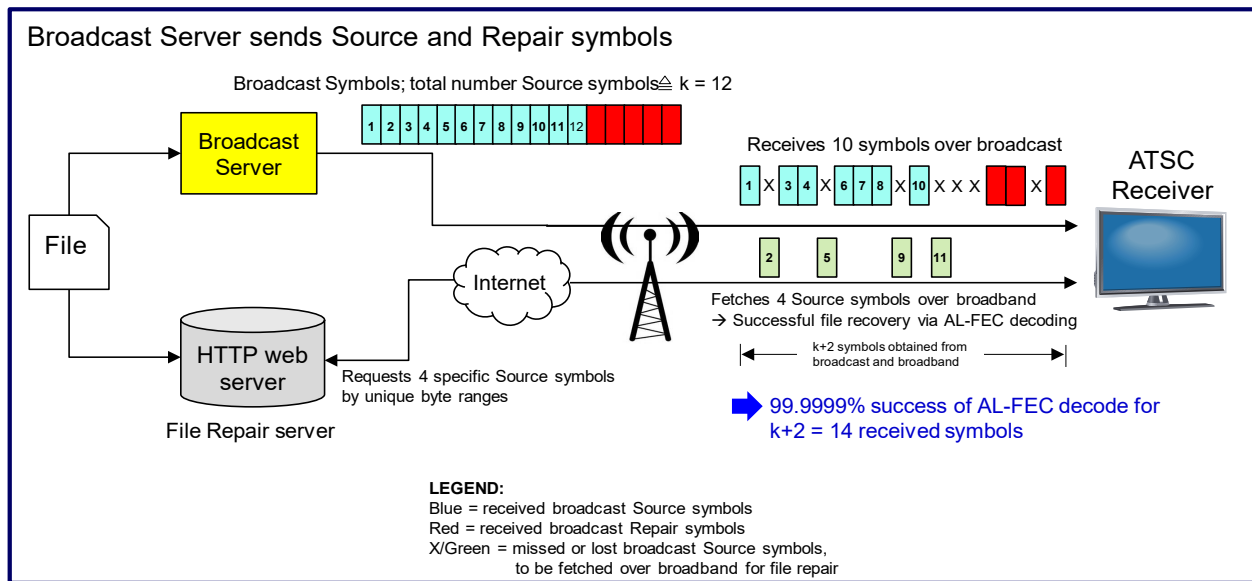 Broadcast Server sends Source and Repair symbols
Broadcast Symbols; total number Source symbols≙ k = 12
1 2 3 4 5 6 7 8 9 10 11 12
Broadcast
Server
Receives 10 symbols over broadcast
1 X 3 4 X 6 7 8 X 10 X X X X
ATSC
Receiver
File
2 5 9 11
Internet
Fetches 4 Source symbols over broadband
→ Successful file recovery via AL-FEC decoding
k+2 symbols obtained from
broadcast and broadband
HTTP web
server
Requests 4 specific Source symbols
by unique byte ranges
File Repair server
99.9999% success of AL-FEC decode for
k+2 = 14 received symbols
LEGEND:
Blue = received broadcast Source symbols
Red = received broadcast Repair symbols
X/Green = missed or lost broadcast Source symbols,
to be fetched over broadband for file repair